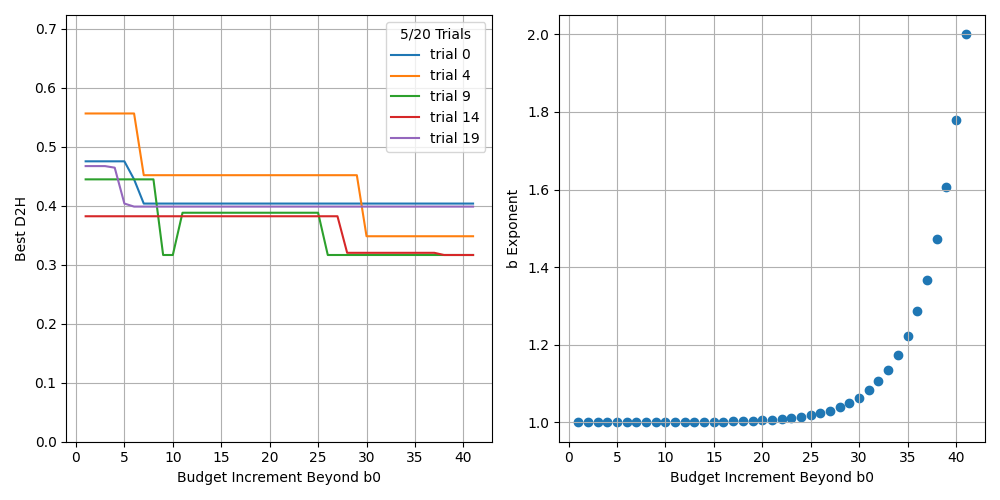 5/20 Trials
trial 0
trial 4
trial 9
trial 14
trial 19
Best D2H
0.7
0.6
0.5
0.4
0.3
0.2
0.1
0.0
0 5 10 15 20 25 30 35 40
Budget Increment Beyond b0
b Exponent
2.0
1.8
1.6
1.4
1.2
1.0
0 5 10 15 20 25 30 35 40
Budget Increment Beyond b0